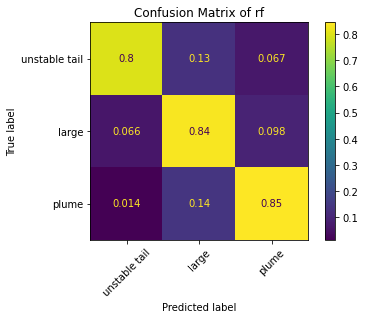 Confusion Matrix of rf
True label
unstable tail
0.8 0.13 0.067
large
0.066 0.84 0.098
plume
0.014 0.14 0.85
unstable tail large plume
Predicted label
0.8
0.7
0.6
0.5
0.4
0.3
0.2
0.1